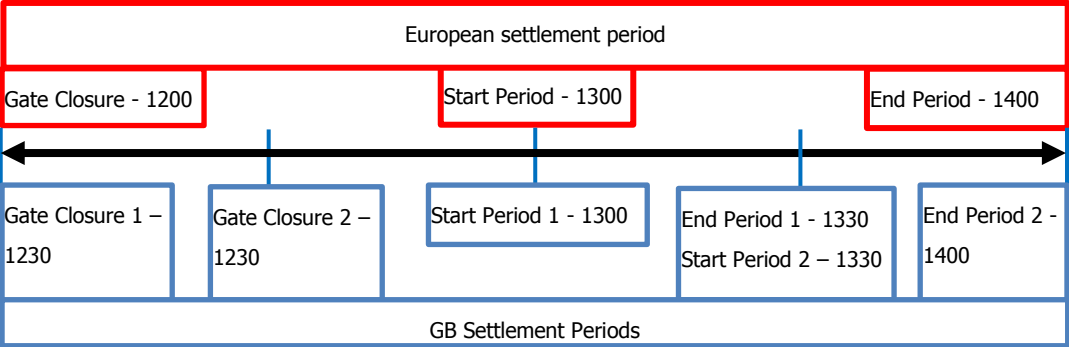 European settlement period
Gate Closure - 1200
Start Period - 1300
End Period - 1400
Gate Closure 1 –
1230
Gate Closure 2 –
1230
Start Period 1 - 1300
End Period 1 - 1330
Start Period 2 – 1330
End Period 2 -
1400
GB Settlement Periods